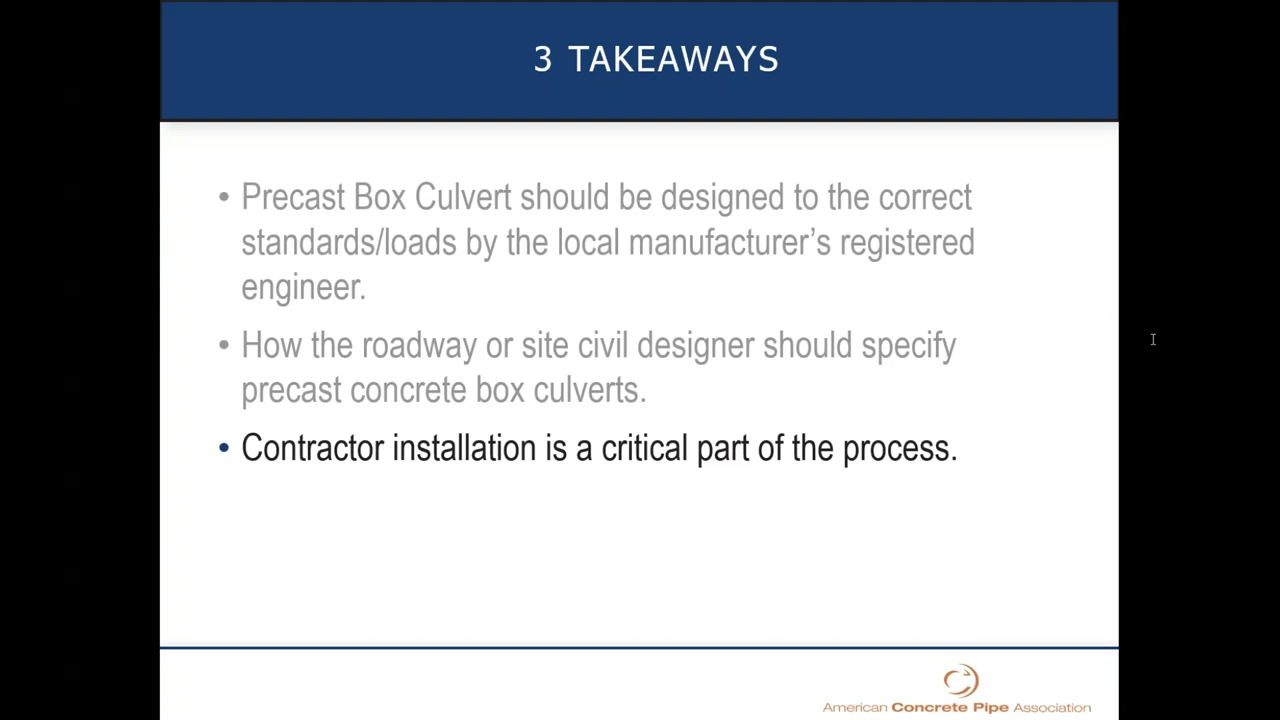 3 TAKEAWAYS
• Precast Box Culvert should be designed to the correct
standards/loads by the local manufacturer’s registered
engineer.
• How the roadway or site civil designer should specify
precast concrete box culverts.
• Contractor installation is a critical part of the process.
American Concrete Pipe Association